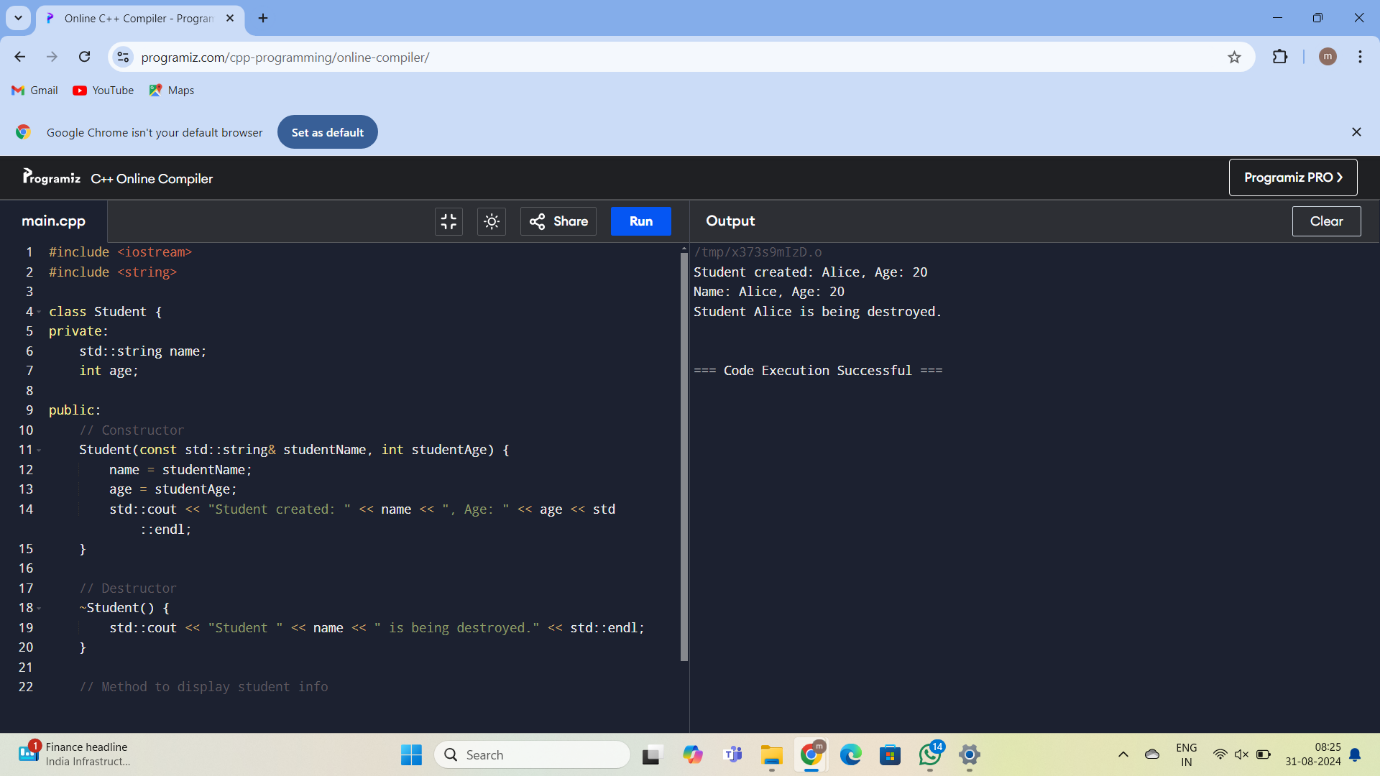 Online C++ Compiler - Program
programiz.com/cpp-programming/online-compiler/
m
Gmail
YouTube
Maps
Google Chrome isn't your default browser
Set as default
Programiz
C++ Online Compiler
Programiz PRO >
main.cpp
Share
Run
Output
Clear
1 #include <iostream>
2 #include <string>
3
4 class Student {
5 private:
6 std::string name;
7 int age;
8
9 public:
10 // Constructor
11 Student(const std::string& studentName, int studentAge) {
12 name = studentName;
13 age = studentAge;
14 std::cout << "Student created: " << name << ", Age: " << age << std
::endl;
15 }
16
17 // Destructor
18 ~Student() {
19 std::cout << "Student " << name << " is being destroyed." << std::endl;
20 }
21
22 // Method to display student info
/tmp/x373s9mIzD.o
Student created: Alice, Age: 20
Name: Alice, Age: 20
Student Alice is being destroyed.
=== Code Execution Successful ===
1
Finance headline
India Infrastruct...
Search
m
14
ENG
IN
08:25
31-08-2024